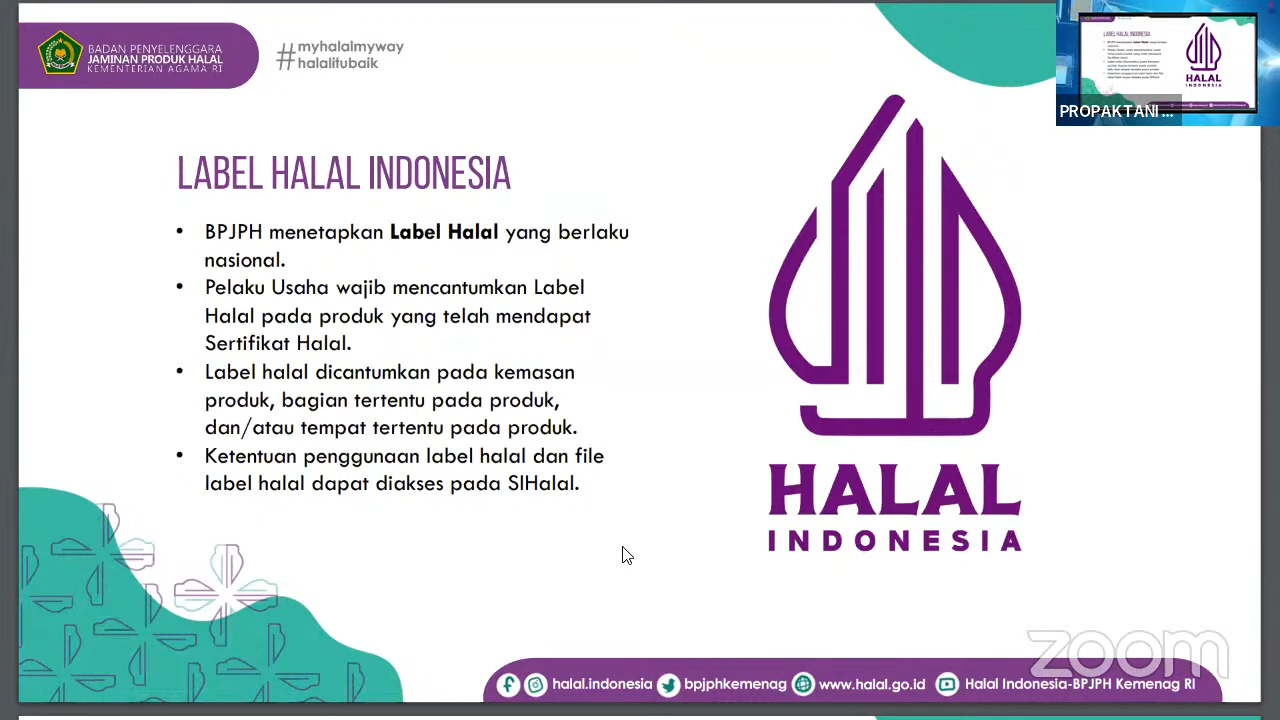 BADAN PENYELENGGARA
JAMINAN PRODUK HALAL
KEMENTERIAN AGAMA RI
#myhalalmyway
halalitubaik
LABEL HALAL INDONESIA
• BPJPH menetapkan Label Halal yang berlaku
nasional.
• Pelaku Usaha wajib mencantumkan Label
Halal pada produk yang telah mendapat
Sertifikat Halal.
• Label halal dicantumkan pada kemasan
produk, bagian tertentu pada produk,
dan/atau tempat tertentu pada produk.
• Ketentuan penggunaan label halal dan file
label halal dapat diakses pada SIHalal.
HALAL
INDONESIA
LABEL HALAL INDONESIA
HALAL
INDONESIA
PROPAKTANI ...
zoom
halal.indonesia
bpjphkemenag
www.halal.go.id
Halal Indonesia-BPJPH Kemenag RI